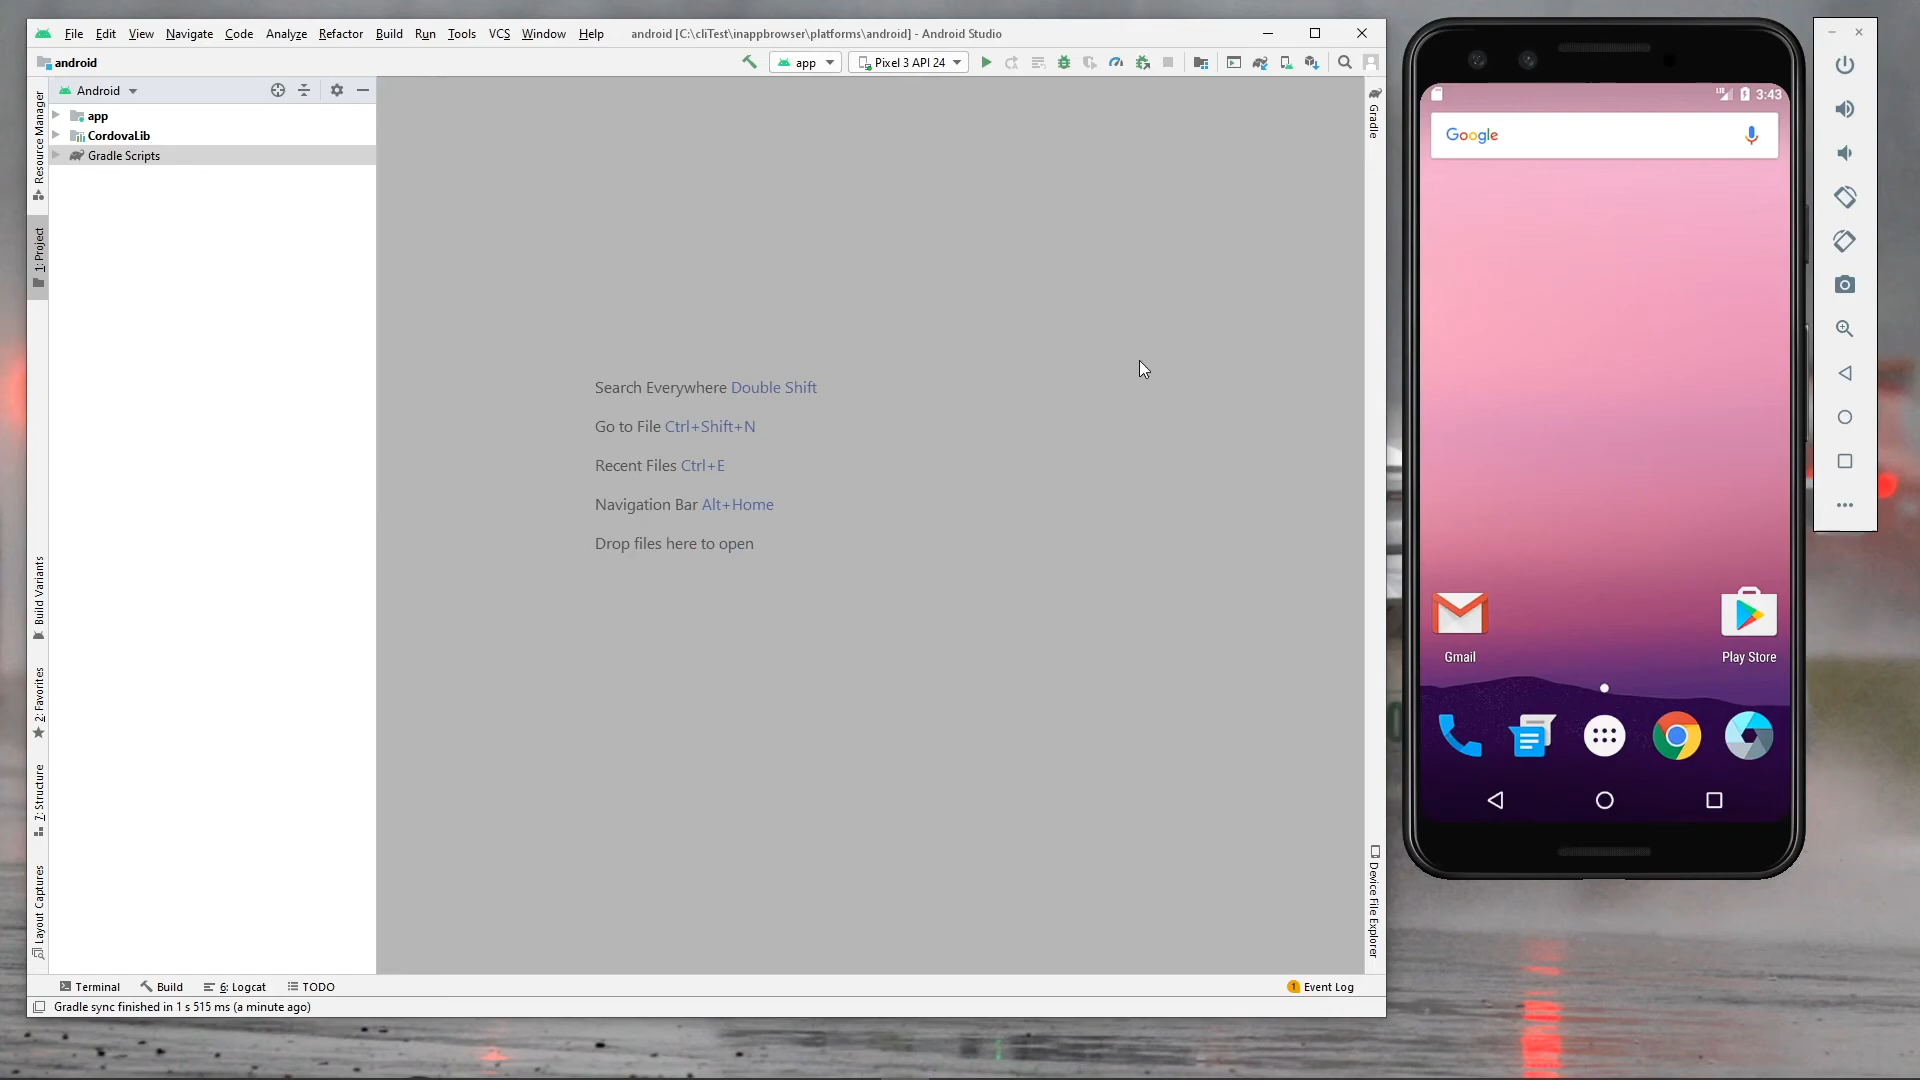 File Edit View Navigate Code Analyze Refactor Build Run Tools VCS Window Help android [C:\cliTest\inappbrowser\platforms\android] - Android Studio
android
app
Pixel 3 API 24
Android
app
CordovaLib
Gradle Scripts
Resource Manager
1: Project
Build Variants
2: Favorites
7: Structure
Layout Captures
Search Everywhere Double Shift
Go to File Ctrl+Shift+N
Recent Files Ctrl+E
Navigation Bar Alt+Home
Drop files here to open
Gradle
Device File Explorer
Terminal Build 6: Logcat TODO
1 Event Log
Gradle sync finished in 1 s 515 ms (a minute ago)
LTE 3:43
Google
Gmail
Play Store